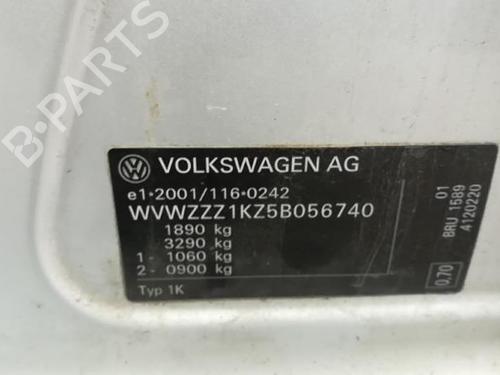 B-PARTS
VOLKSWAGEN AG
e1*2001/116*0242
WVWZZZ1KZ5B056740
1890 kg
3290 kg
1 - 1060 kg
2 - 0900 kg
Typ 1K
01
BRU 1589
4120220
0,70